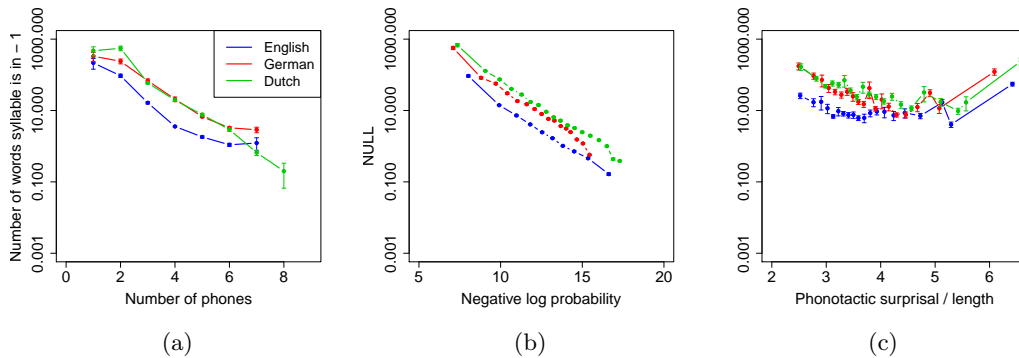 Number of words syllable is in − 1
0.001
0.100
10.000
1000.000
0
2
4
6
8
Number of phones
English
German
Dutch
(a)
NULL
0.001
0.100
10.000
1000.000
5
10
15
20
Negative log probability
(b)
0.001
0.100
10.000
1000.000
2
3
4
5
6
Phonotactic surprisal / length
(c)